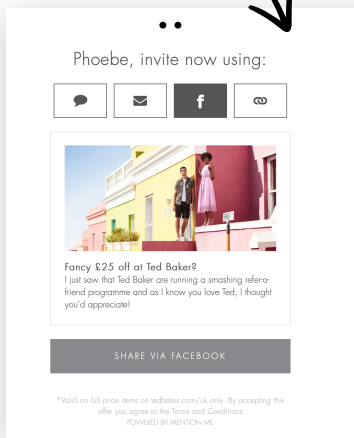 Phoebe, invite now using:
f
Fancy £25 off at Ted Baker?
I just saw that Ted Baker are running a smashing refer-a-
friend programme and as I know you love Ted, I thought
you'd appreciate!
SHARE VIA FACEBOOK
*Valid on full price items on tedbaker.com/uk only. By accepting this
offer you agree to the Terms and Conditions
POWERED BY MENTION ME